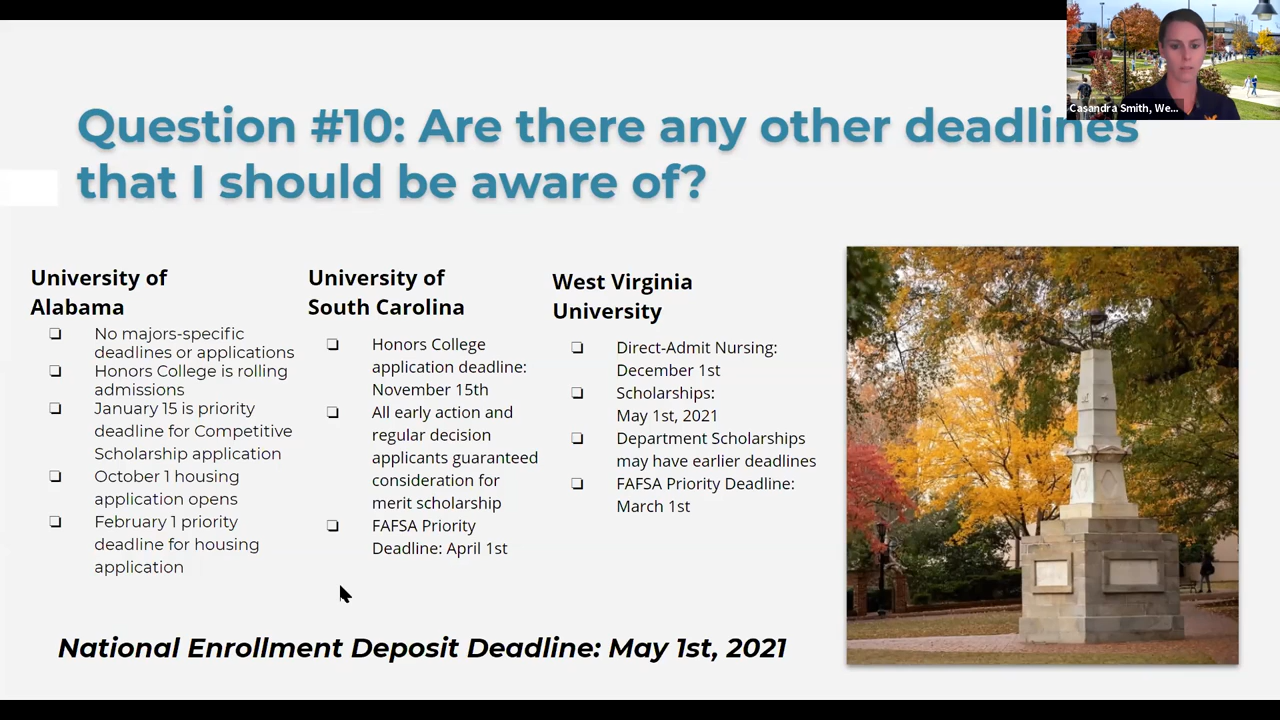 Casandra Smith, We...
Question #10: Are there any other deadlines
that I should be aware of?
University of
Alabama
❏ No majors-specific
deadlines or applications
❏ Honors College is rolling
admissions
❏ January 15 is priority
deadline for Competitive
Scholarship application
❏ October 1 housing
application opens
❏ February 1 priority
deadline for housing
application
University of
South Carolina
❏ Honors College
application deadline:
November 15th
❏ All early action and
regular decision
applicants guaranteed
consideration for
merit scholarship
❏ FAFSA Priority
Deadline: April 1st
West Virginia
University
❏ Direct-Admit Nursing:
December 1st
❏ Scholarships:
May 1st, 2021
❏ Department Scholarships
may have earlier deadlines
❏ FAFSA Priority Deadline:
March 1st
National Enrollment Deposit Deadline: May 1st, 2021